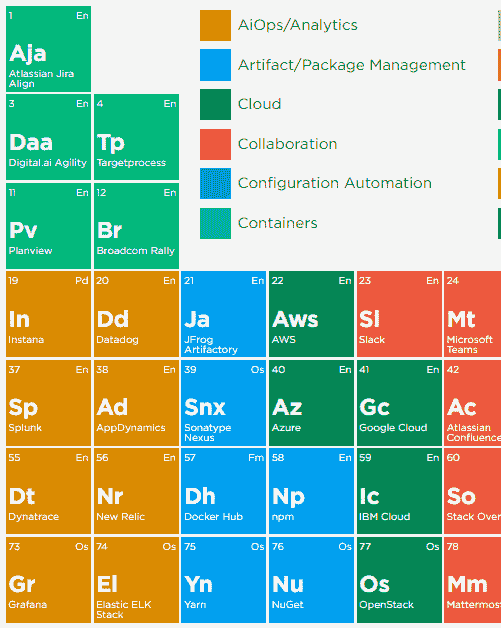 1 En
Aja
Atlassian Jira
Align
AiOps/Analytics
Artifact/Package Management
Cloud
Collaboration
Configuration Automation
Containers
3 En
Daa
Digital.ai Agility
4 En
Tp
Targetprocess
11 En
Pv
Planview
12 En
Br
Broadcom Rally
19 Pd
In
Instana
20 En
Dd
Datadog
21 En
Ja
JFrog
Artifactory
22 En
Aws
AWS
23 En
Sl
Slack
24
Mt
Microsoft
Teams
37 En
Sp
Splunk
38 En
Ad
AppDynamics
39 Os
Snx
Sonatype
Nexus
40 En
Az
Azure
41 En
Gc
Google Cloud
42
Ac
Atlassian
Confluence
55 En
Dt
Dynatrace
56 En
Nr
New Relic
57 Fm
Dh
Docker Hub
58 En
Np
npm
59 En
Ic
IBM Cloud
60
So
Stack Over
73 Os
Gr
Grafana
74 Os
El
Elastic ELK
Stack
75 Os
Yn
Yarn
76 Os
Nu
NuGet
77 Os
Os
OpenStack
78
Mm
Mattermos